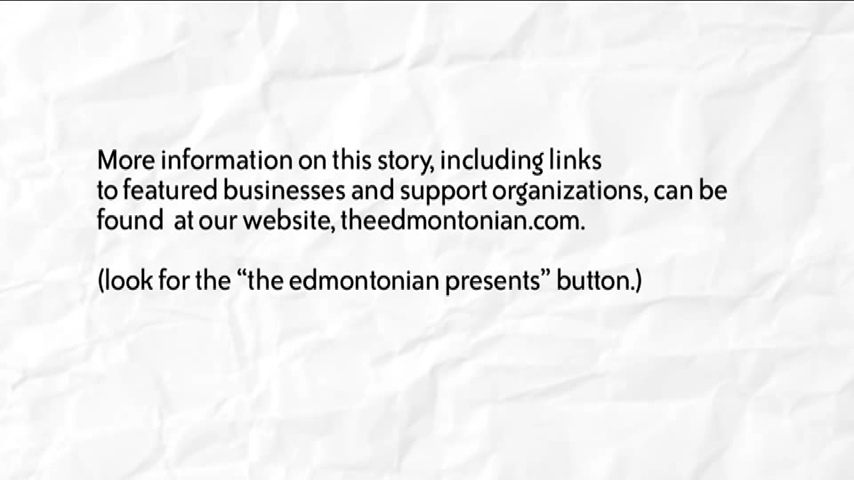 More information on this story, including links
to featured businesses and support organizations, can be
found at our website, theedmontonian.com.
(look for the “the edmontonian presents” button.)